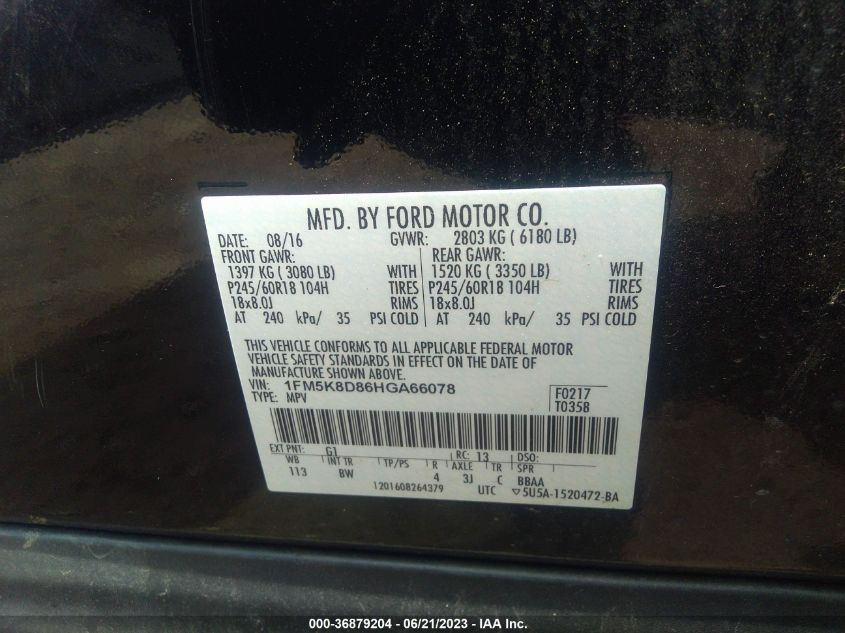 MFD. BY FORD MOTOR CO.
DATE: 08/16 GVWR: 2803 KG ( 6180 LB)
FRONT GAWR: REAR GAWR:
1397 KG ( 3080 LB) WITH 1520 KG ( 3350 LB) WITH
P245/60R18 104H TIRES P245/60R18 104H TIRES
18x8.0J RIMS 18x8.0J RIMS
AT 240 kPa/ 35 PSI COLD AT 240 kPa/ 35 PSI COLD
THIS VEHICLE CONFORMS TO ALL APPLICABLE FEDERAL MOTOR
VEHICLE SAFETY STANDARDS IN EFFECT ON THE DATE OF
MANUFACTURE SHOWN ABOVE.
VIN: 1FM5K8D86HGA66078 F0217
TYPE: MPV T0358
EXT PNT: G1 RC: 13 DSO:
WB INT TR TP/PS R AXLE TR SPR
113 BW 4 3J C BBAA
1201608264379 UTC ▽5U5A-1520472-BA
000-36879204 - 06/21/2023 - IAA Inc.